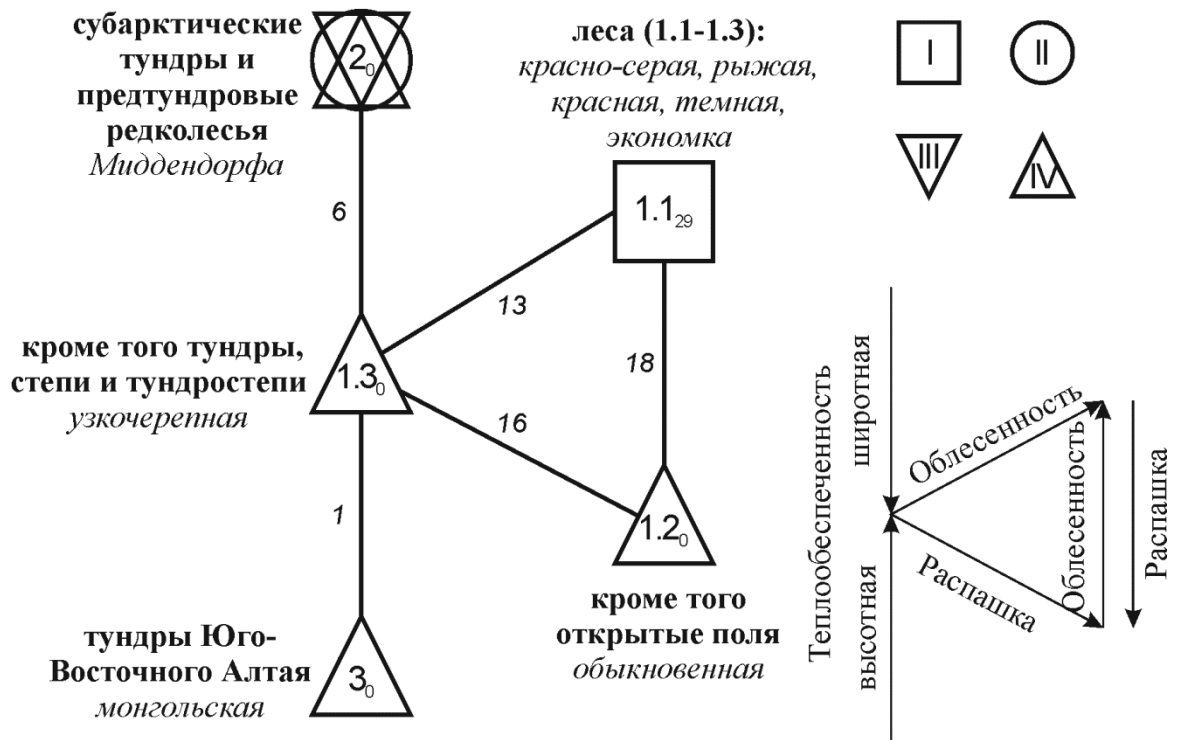 субарктические
тундры и
предтундровые
редколесья
Миддендорфа
2₀
леса (1.1-1.3):
красно-серая, рыжая,
красная, темная,
экономка
I
II
III
IV
6
1.1₂₉
13
18
кроме того тундры,
степи и тундростепи
узкочерепная
1.3₀
16
1
1.2₀
кроме того
открытые поля
обыкновенная
тундры Юго-
Восточного Алтая
монгольская
3₀
Теплообеспеченность
широтная
высотная
Облесенность
Распашка
Облесенность
Распашка